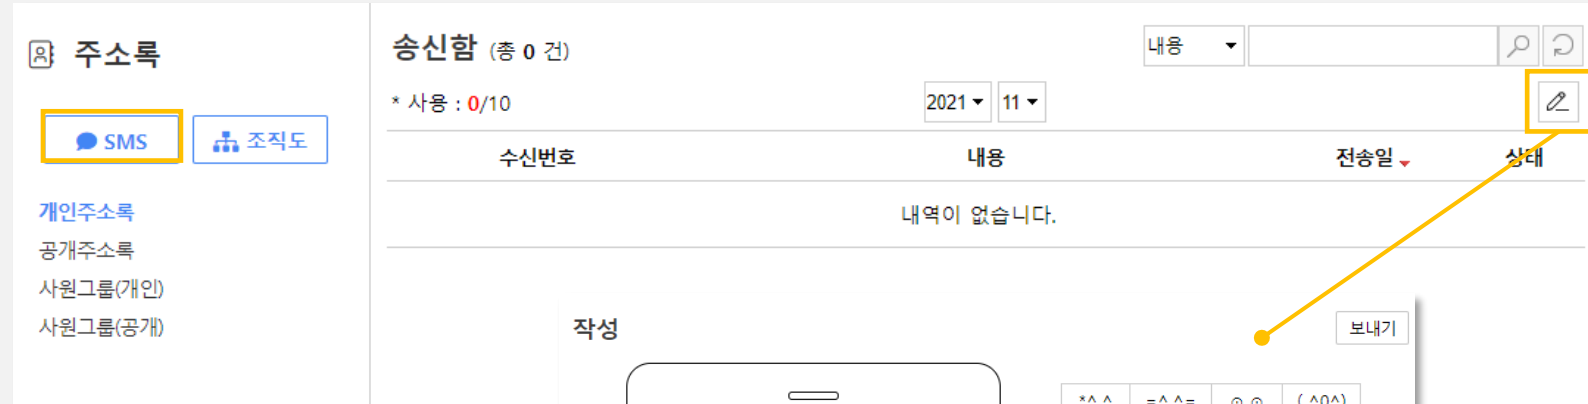 주소록
SMS 조직도
개인주소록
공개주소록
사원그룹(개인)
사원그룹(공개)
송신함 (총 0 건)
내용
* 사용 : 0/10
2021 11
수신번호 내용 전송일 상태
내역이 없습니다.
작성
보내기
*^.^ =^.^= ⊙.⊙ (.^0^)